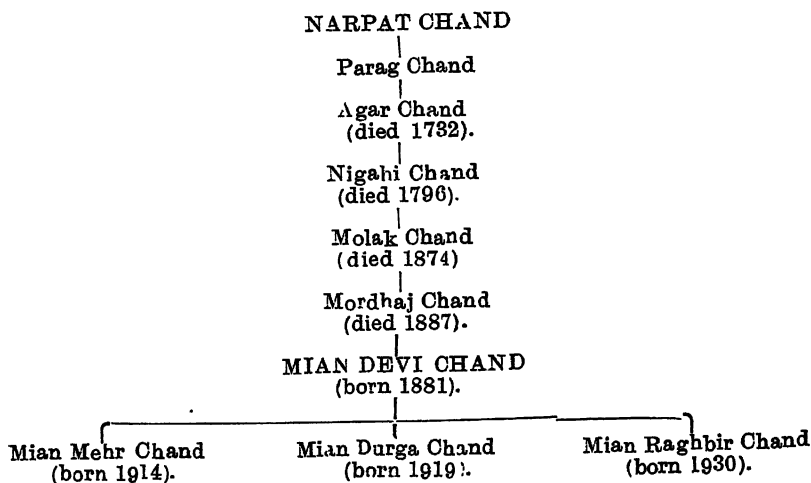 NARPAT CHAND
Parag Chand
Agar Chand
(died 1732).
Nigahi Chand
(died 1796).
Molak Chand
(died 1874)
Mordhaj Chand
(died 1887).
MIAN DEVI CHAND
(born 1881).
Mian Mehr Chand Mian Durga Chand Mian Raghbir Chand
(born 1914). (born 1919). (born 1930).